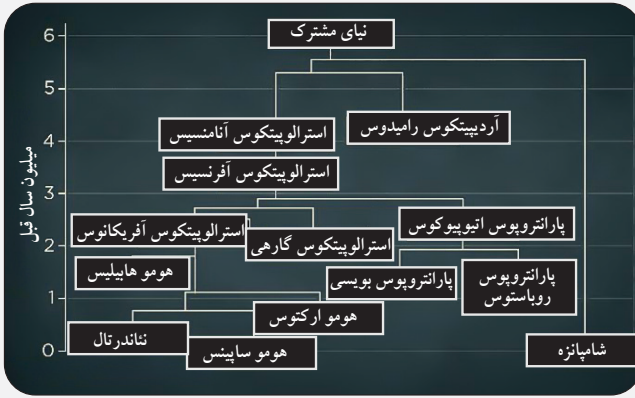 نیای مشترک
6
5
4
3
2
1
0
میلیون سال قبل
آردیپیتکوس رامیدوس
استرالوپیتکوس آنامنسیس
استرالوپیتکوس آفرنسیس
پارانتروپوس اتیوپیوکوس
استرالوپیتکوس آفریکانوس
استرالوپیتکوس گارهی
هومو هابیلیس
پارانتروپوس بویسی
پارانتروپوس
روباستوس
هومو ارکتوس
نئاندرتال
هومو ساپینس
شامپانزه